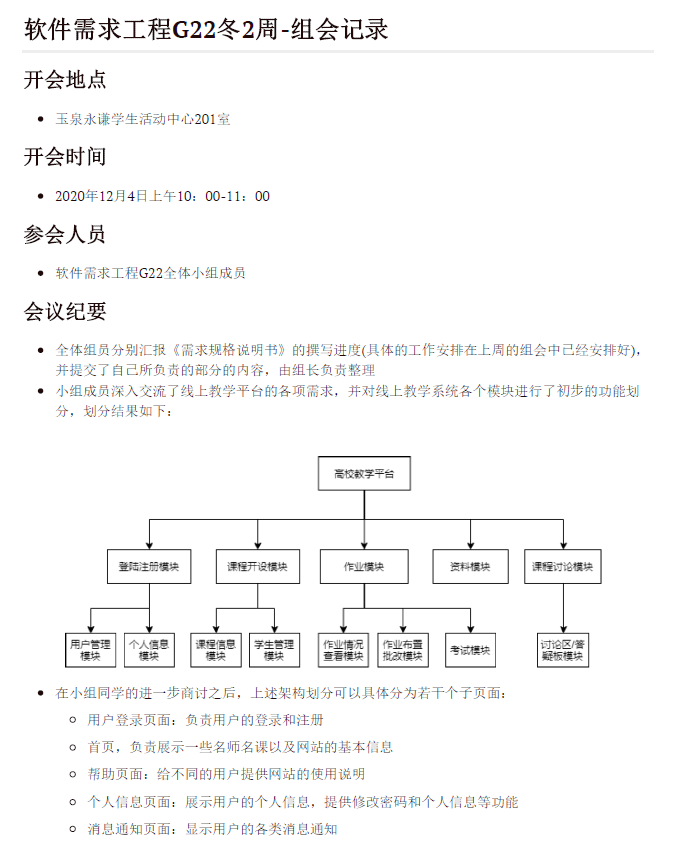 软件需求工程G22冬2周-组会记录
开会地点
玉泉永谦学生活动中心201室
开会时间
2020年12月4日上午10：00-11：00
参会人员
软件需求工程G22全体小组成员
会议纪要
全体组员分别汇报《需求规格说明书》的撰写进度(具体的工作安排在上周的组会中已经安排好)，
并提交了自己所负责的部分的内容，由组长负责整理
小组成员深入交流了线上教学平台的各项需求，并对线上教学系统各个模块进行了初步的功能划
分，划分结果如下：
高校教学平台
登陆注册模块
课程开设模块
作业模块
资料模块
课程讨论模块
用户管理
模块
个人信息
模块
课程信息
模块
学生管理
模块
作业情况
查看模块
作业布置
批改模块
考试模块
讨论区/答
疑板模块
在小组同学的进一步商讨之后，上述架构划分可以具体分为若干个子页面：
用户登录页面：负责用户的登录和注册
首页，负责展示一些名师名课以及网站的基本信息
帮助页面：给不同的用户提供网站的使用说明
个人信息页面：展示用户的个人信息，提供修改密码和个人信息等功能
消息通知页面：显示用户的各类消息通知